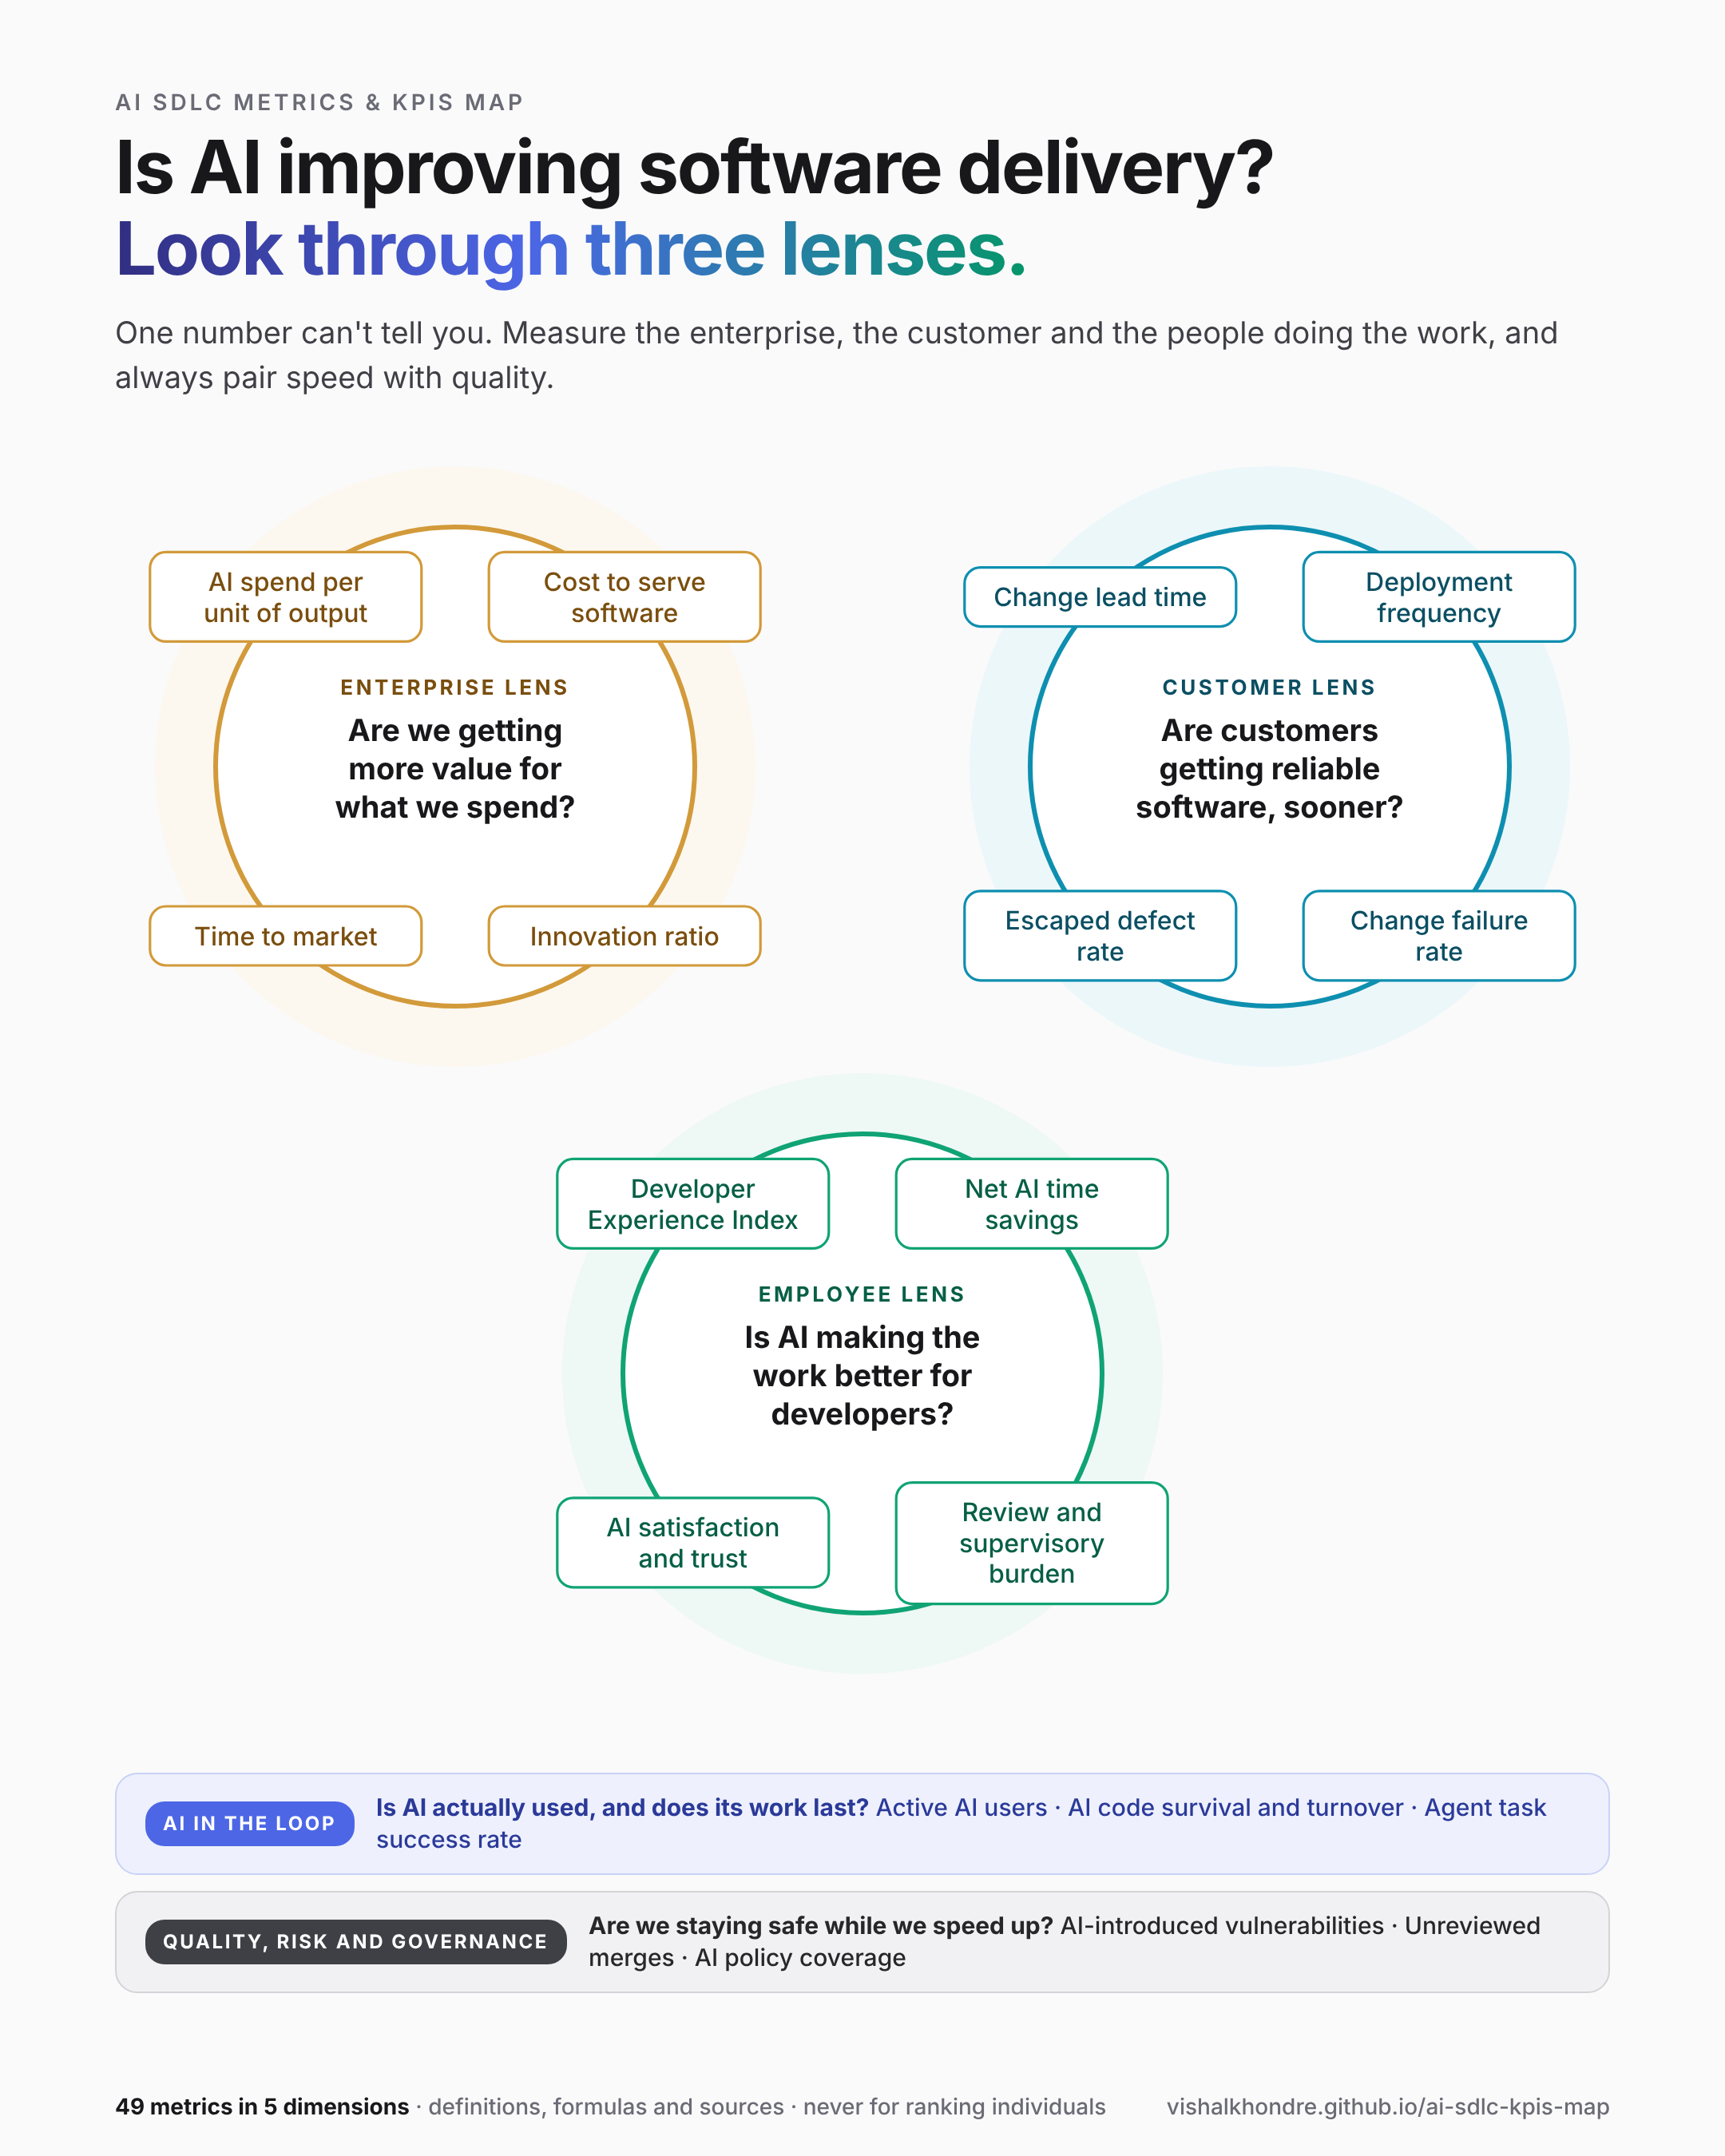 AI SDLC METRICS & KPIS MAP
Is AI improving software delivery?
Look through three lenses.
One number can't tell you. Measure the enterprise, the customer and the people doing the work, and
always pair speed with quality.
AI spend per
unit of output
Cost to serve
software
ENTERPRISE LENS
Are we getting
more value for
what we spend?
Time to market
Innovation ratio
Change lead time
Deployment
frequency
CUSTOMER LENS
Are customers
getting reliable
software, sooner?
Escaped defect
rate
Change failure
rate
Developer
Experience Index
Net AI time
savings
EMPLOYEE LENS
Is AI making the
work better for
developers?
AI satisfaction
and trust
Review and
supervisory
burden
AI IN THE LOOP
Is AI actually used, and does its work last? Active AI users · AI code survival and turnover · Agent task
success rate
QUALITY, RISK AND GOVERNANCE
Are we staying safe while we speed up? AI-introduced vulnerabilities · Unreviewed
merges · AI policy coverage
49 metrics in 5 dimensions · definitions, formulas and sources · never for ranking individuals
vishalkhondre.github.io/ai-sdlc-kpis-map